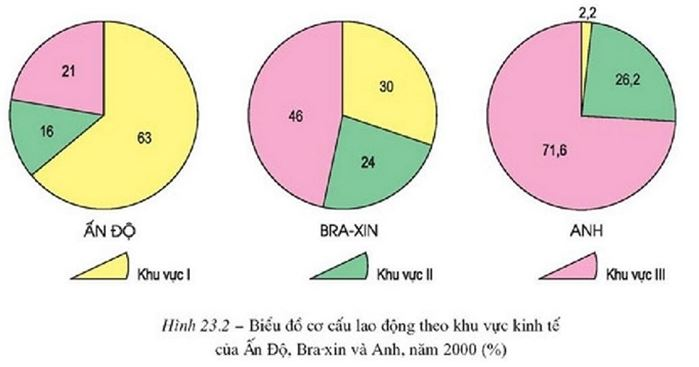 2,2
21
16
63
30
46
24
26,2
71,6
ẤN ĐỘ
BRA-XIN
ANH
Khu vực I
Khu vực II
Khu vực III
Hình 23.2 – Biểu đồ cơ cấu lao động theo khu vực kinh tế
của Ấn Độ, Bra-xin và Anh, năm 2000 (%)